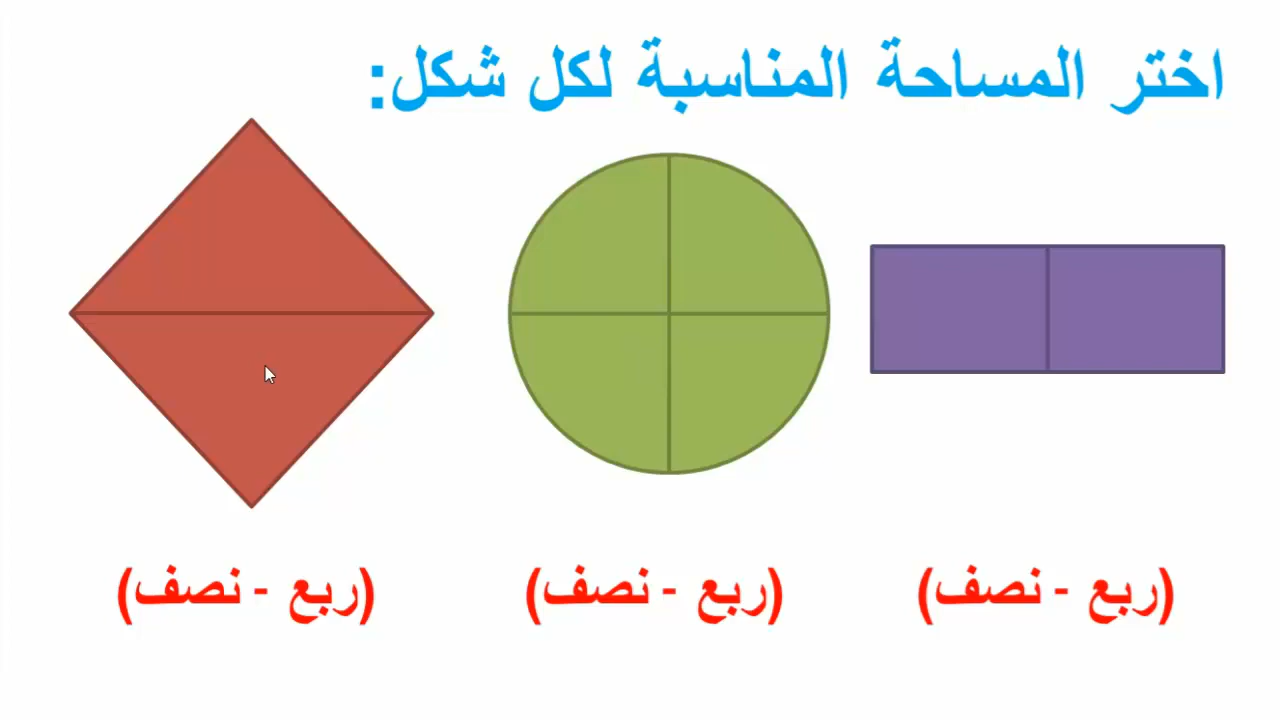 اختر المساحة المناسبة لكل شكل:
(ربع - نصف)
(ربع - نصف)
(ربع - نصف)